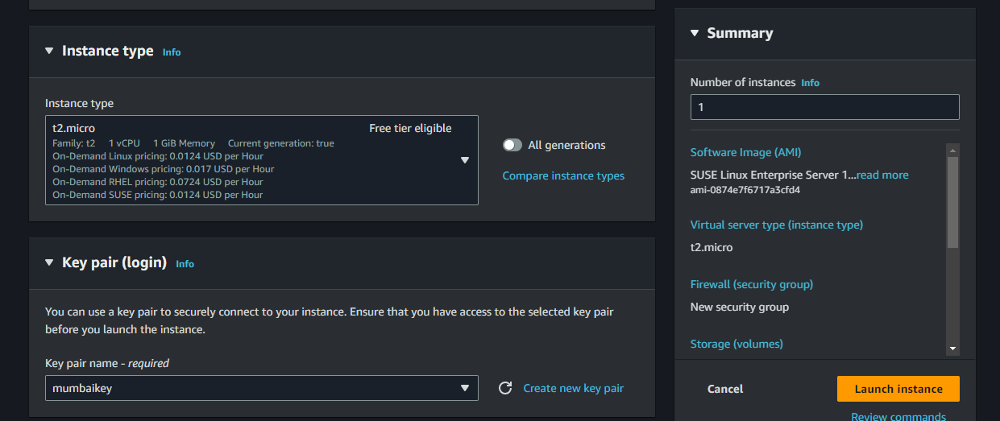 Instance type Info
Instance type
t2.micro Free tier eligible
Family: t2 1 vCPU 1 GiB Memory Current generation: true
On-Demand Linux pricing: 0.0124 USD per Hour
On-Demand Windows pricing: 0.017 USD per Hour
On-Demand RHEL pricing: 0.0724 USD per Hour
On-Demand SUSE pricing: 0.0124 USD per Hour
All generations
Compare instance types
Key pair (login) Info
You can use a key pair to securely connect to your instance. Ensure that you have access to the selected key pair
before you launch the instance.
Key pair name - required
mumbaikey
Create new key pair
Summary
Number of instances Info
1
Software Image (AMI)
SUSE Linux Enterprise Server 1...read more
ami-0874e7f6717a3cfd4
Virtual server type (instance type)
t2.micro
Firewall (security group)
New security group
Storage (volumes)
Cancel
Launch instance
Review commands